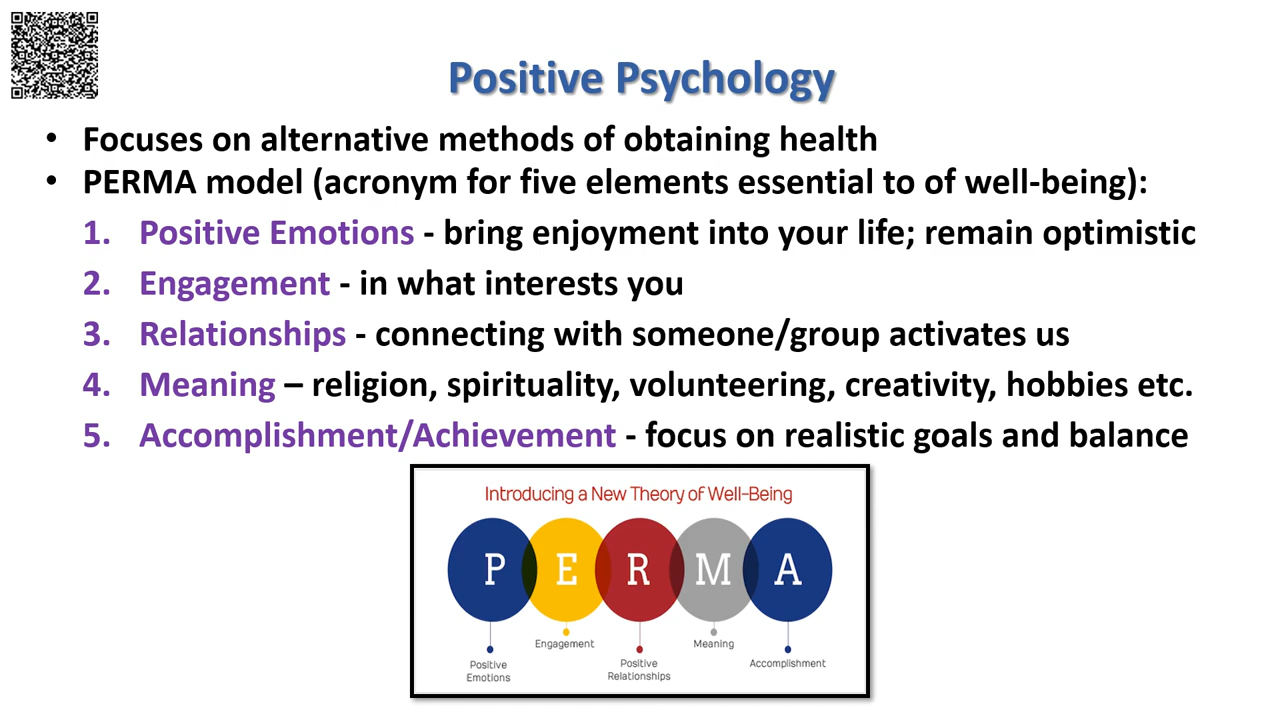 Positive Psychology
• Focuses on alternative methods of obtaining health
• PERMA model (acronym for five elements essential to of well-being):
1. Positive Emotions - bring enjoyment into your life; remain optimistic
2. Engagement - in what interests you
3. Relationships - connecting with someone/group activates us
4. Meaning – religion, spirituality, volunteering, creativity, hobbies etc.
5. Accomplishment/Achievement - focus on realistic goals and balance
Introducing a New Theory of Well-Being
P E R M A
Positive
Emotions
Engagement
Positive
Relationships
Meaning
Accomplishment